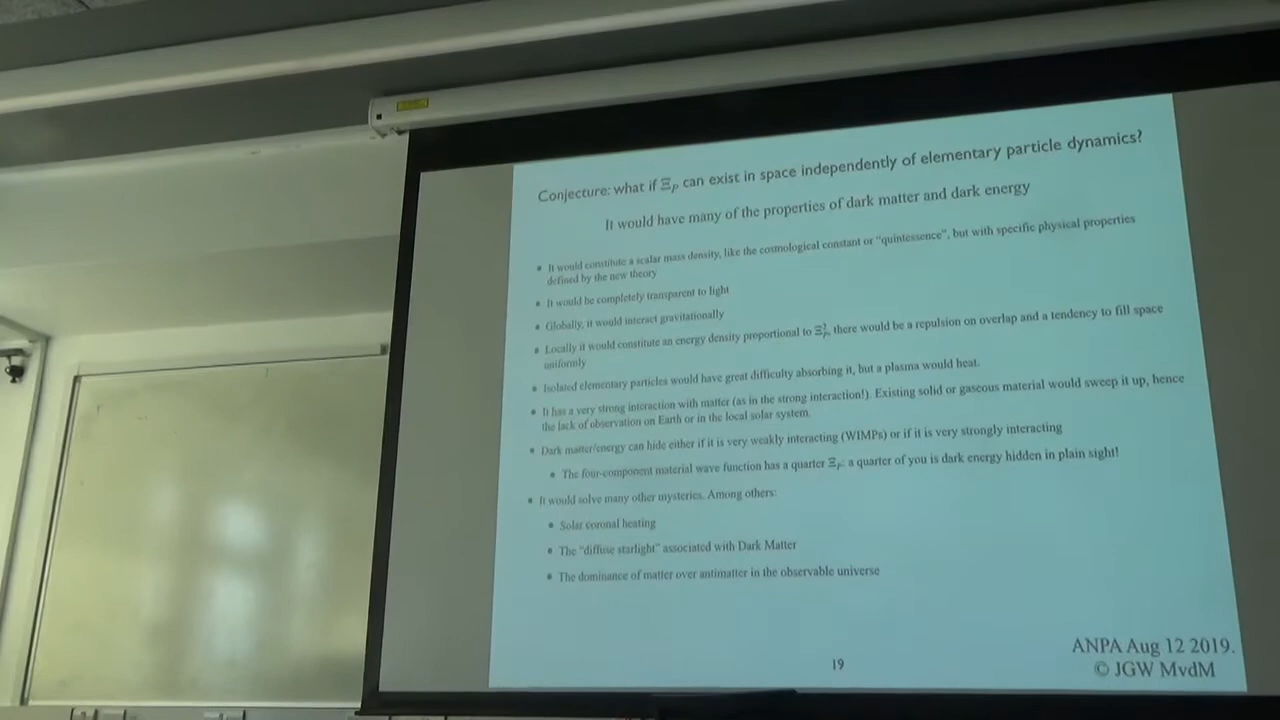 Conjecture: what if Ξ_P can exist in space independently of elementary particle dynamics?
It would have many of the properties of dark matter and dark energy
• It would constitute a scalar mass density, like the cosmological constant or "quintessence", but with specific physical properties
defined by the new theory
• It would be completely transparent to light
• Globally, it would interact gravitationally
• Locally it would constitute an energy density proportional to there would be a repulsion on overlap and a tendency to fill space
uniformly
• Isolated elementary particles would have great difficulty absorbing it, but a plasma would heat.
• It has a very strong interaction with matter (as in the strong interaction!). Existing solid or gaseous material would sweep it up, hence
the lack of observation on Earth or in the local solar system.
• Dark matter/energy can hide either if it is very weakly interacting (WIMPs) or if it is very strongly interacting
• The four-component material wave function has a quarter Ξ_P: a quarter of you is dark energy hidden in plain sight!
• It would solve many other mysteries. Among others:
• Solar coronal heating
• The "diffuse starlight" associated with Dark Matter
• The dominance of matter over antimatter in the observable universe
19
ANPA Aug 12 2019.
© JGW MvdM